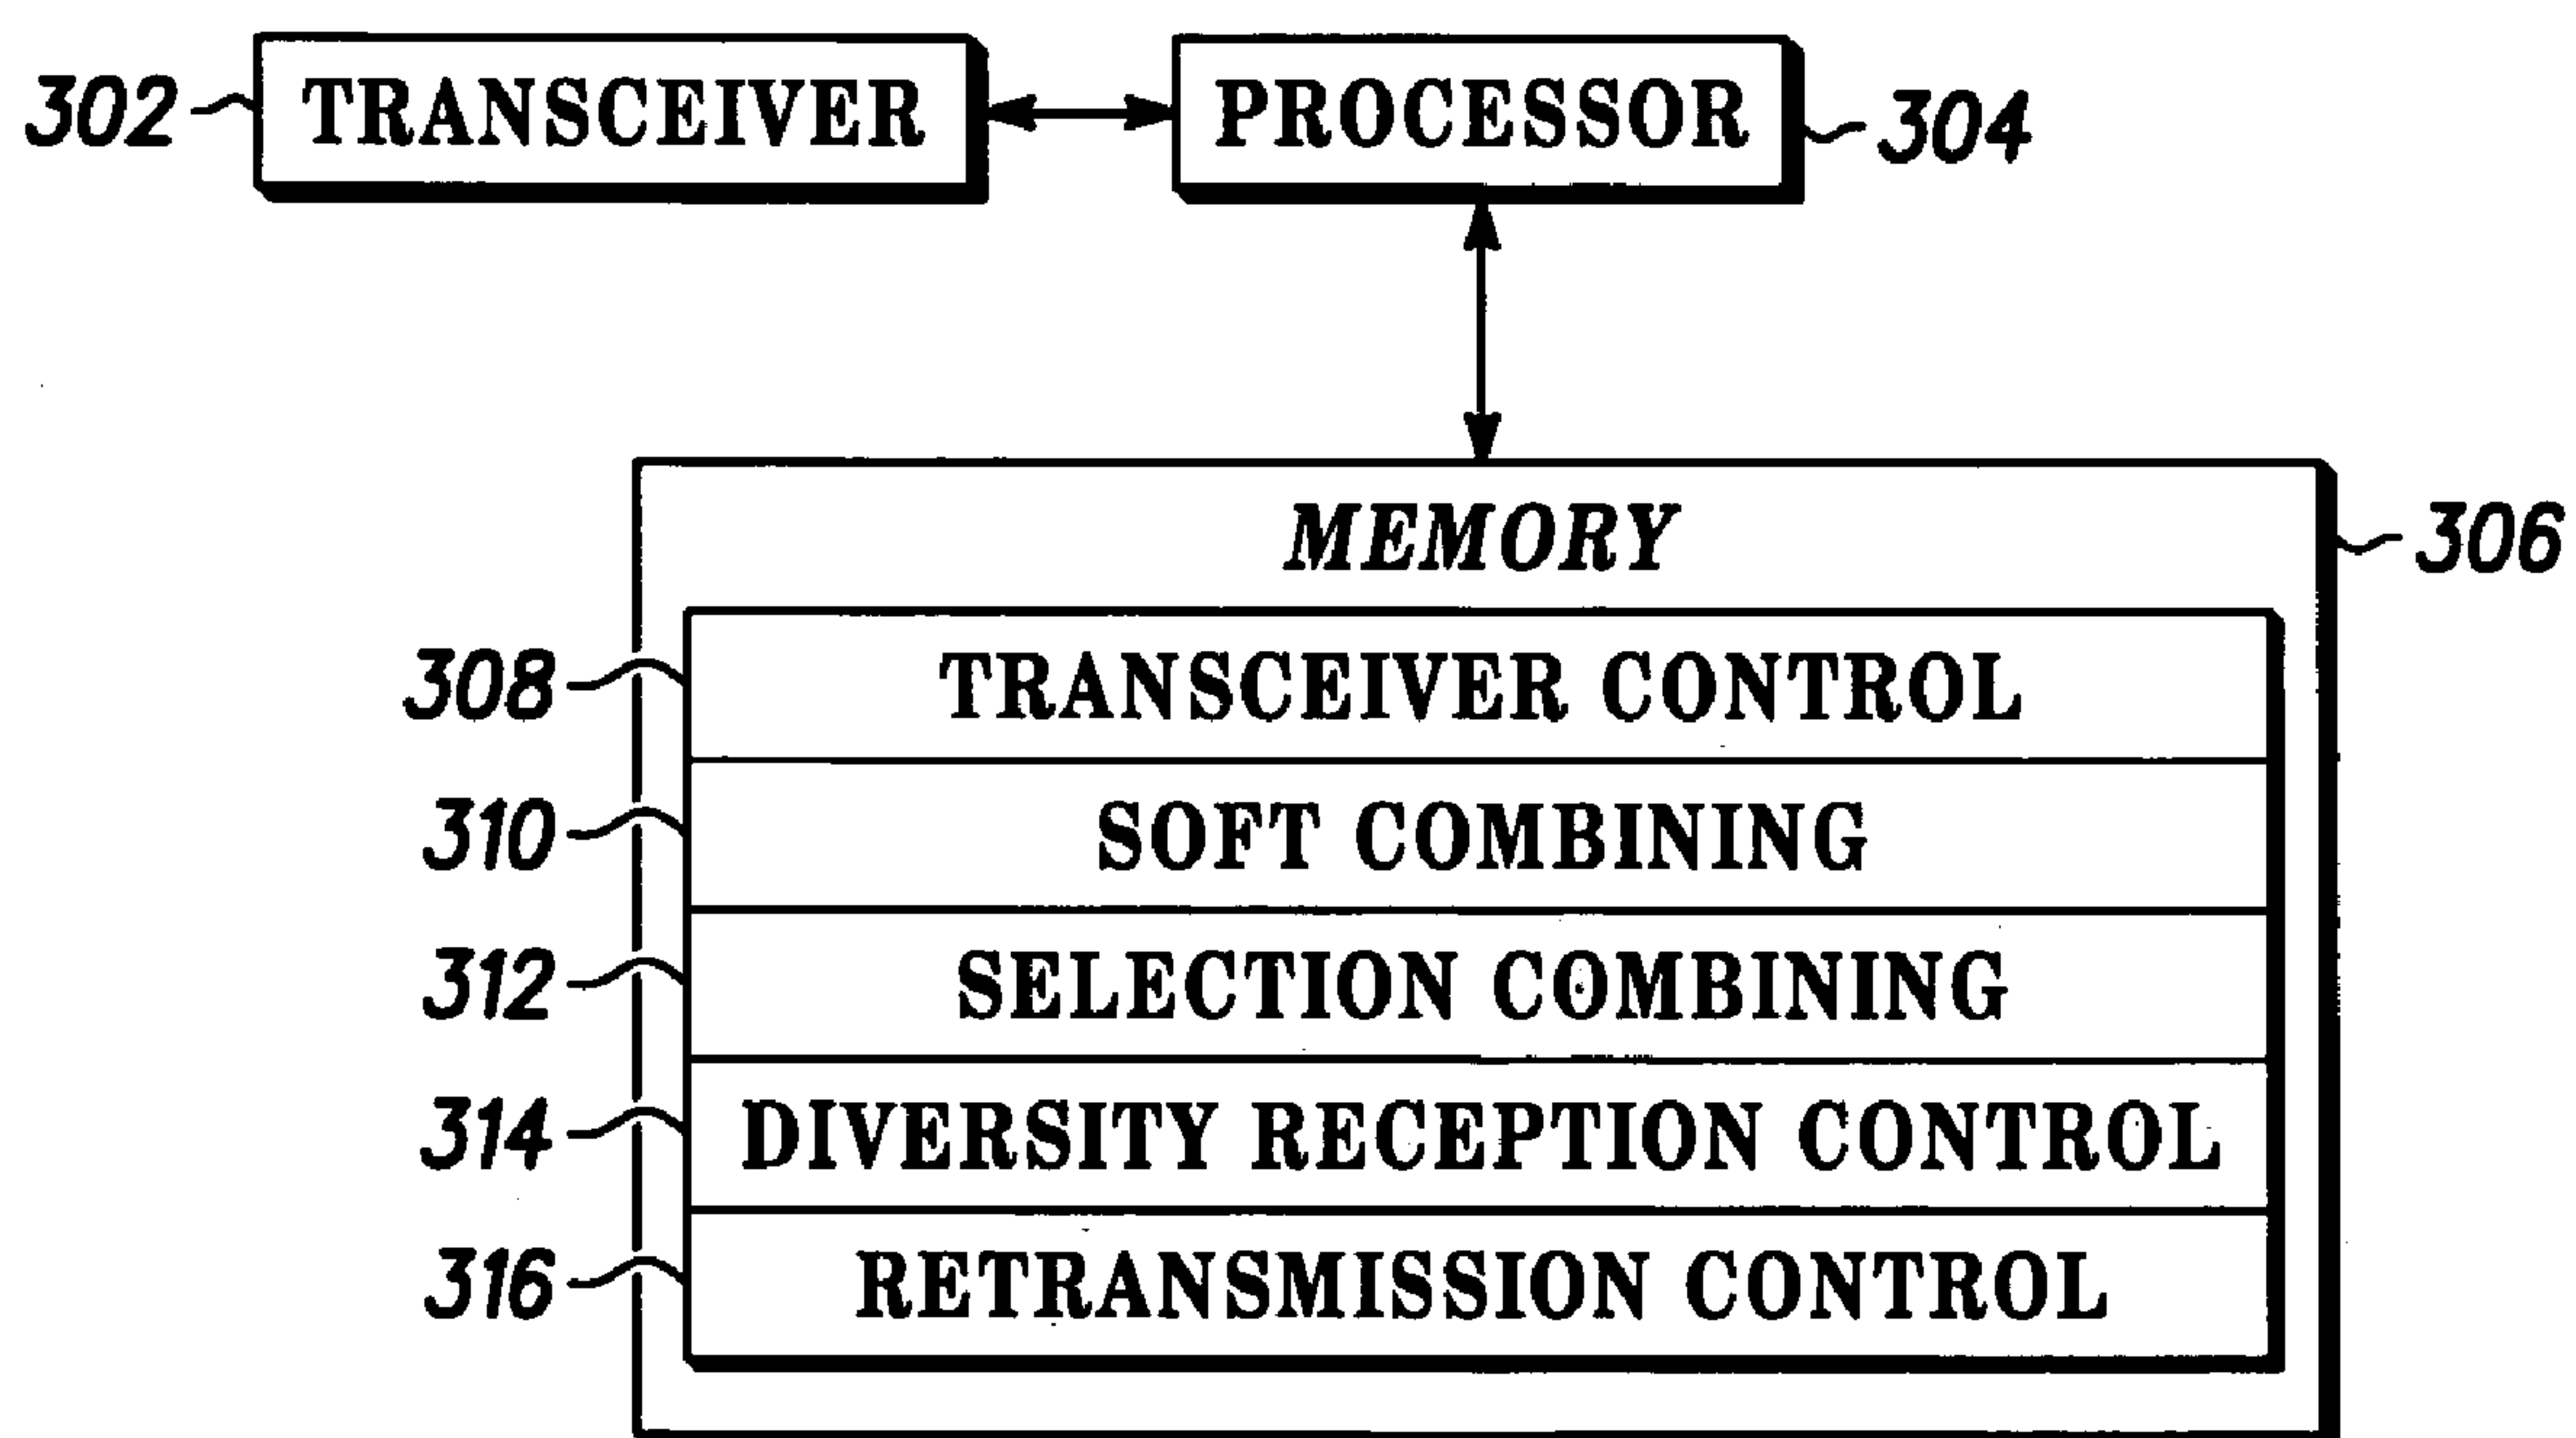 302 TRANSCEIVER PROCESSOR 304
MEMORY 306
308 TRANSCEIVER CONTROL
310 SOFT COMBINING
312 SELECTION COMBINING
314 DIVERSITY RECEPTION CONTROL
316 RETRANSMISSION CONTROL